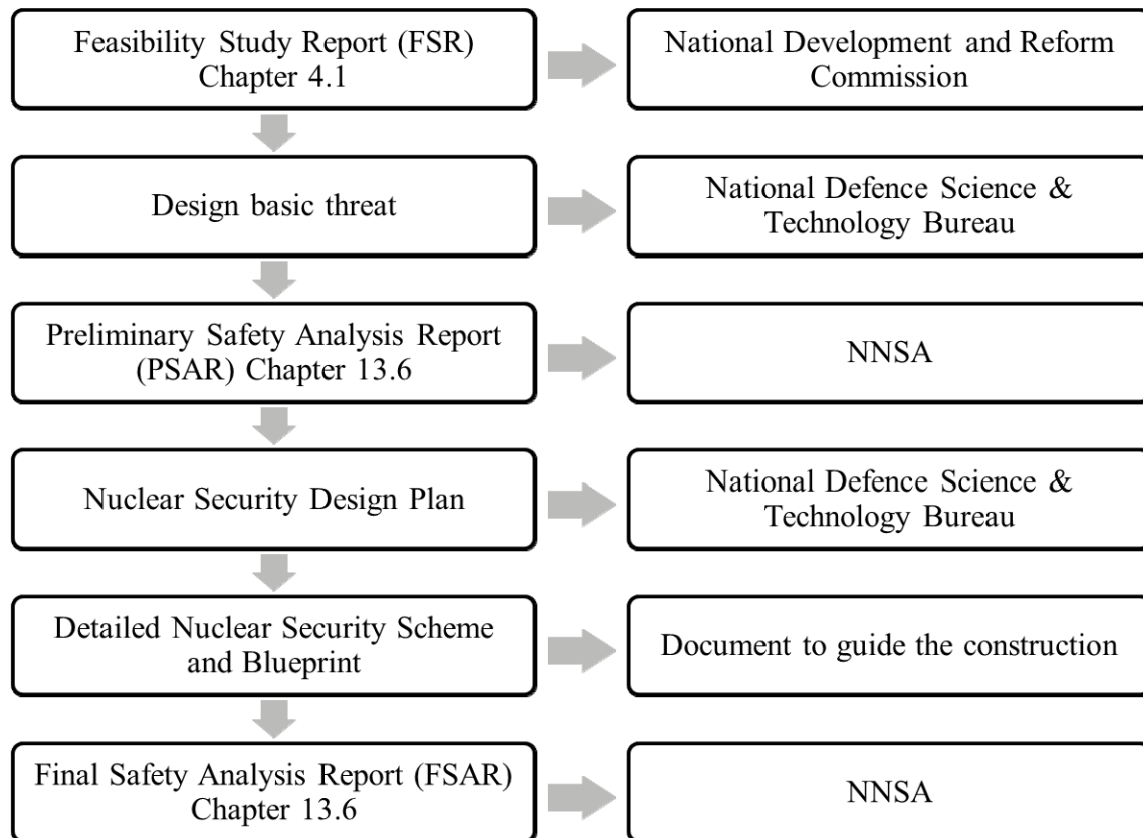 Feasibility Study Report (FSR)
Chapter 4.1
National Development and Reform
Commission
Design basic threat
National Defence Science &
Technology Bureau
Preliminary Safety Analysis Report
(PSAR) Chapter 13.6
NNSA
Nuclear Security Design Plan
National Defence Science &
Technology Bureau
Detailed Nuclear Security Scheme
and Blueprint
Document to guide the construction
Final Safety Analysis Report (FSAR)
Chapter 13.6
NNSA